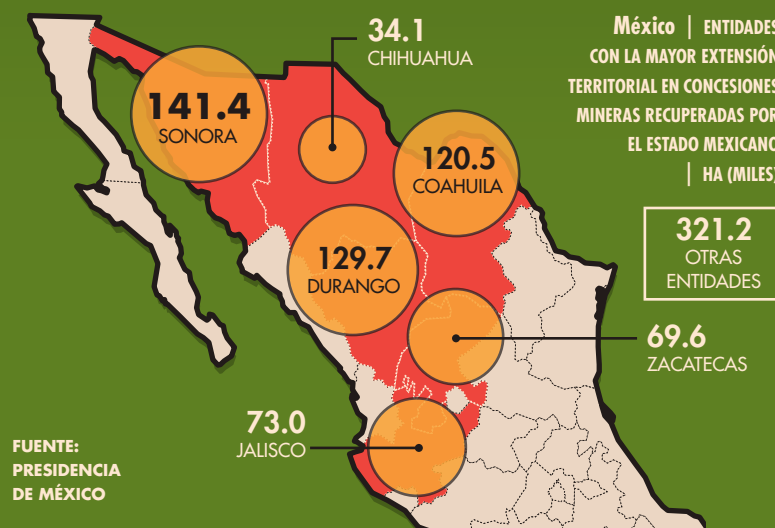 México | ENTIDADES
CON LA MAYOR EXTENSIÓN
TERRITORIAL EN CONCESIONES
MINERAS RECUPERADAS POR
EL ESTADO MEXICANO
| HA (MILES)
34.1
CHIHUAHUA
141.4
SONORA
120.5
COAHUILA
321.2
OTRAS
ENTIDADES
129.7
DURANGO
69.6
ZACATECAS
73.0
JALISCO
FUENTE:
PRESIDENCIA
DE MÉXICO